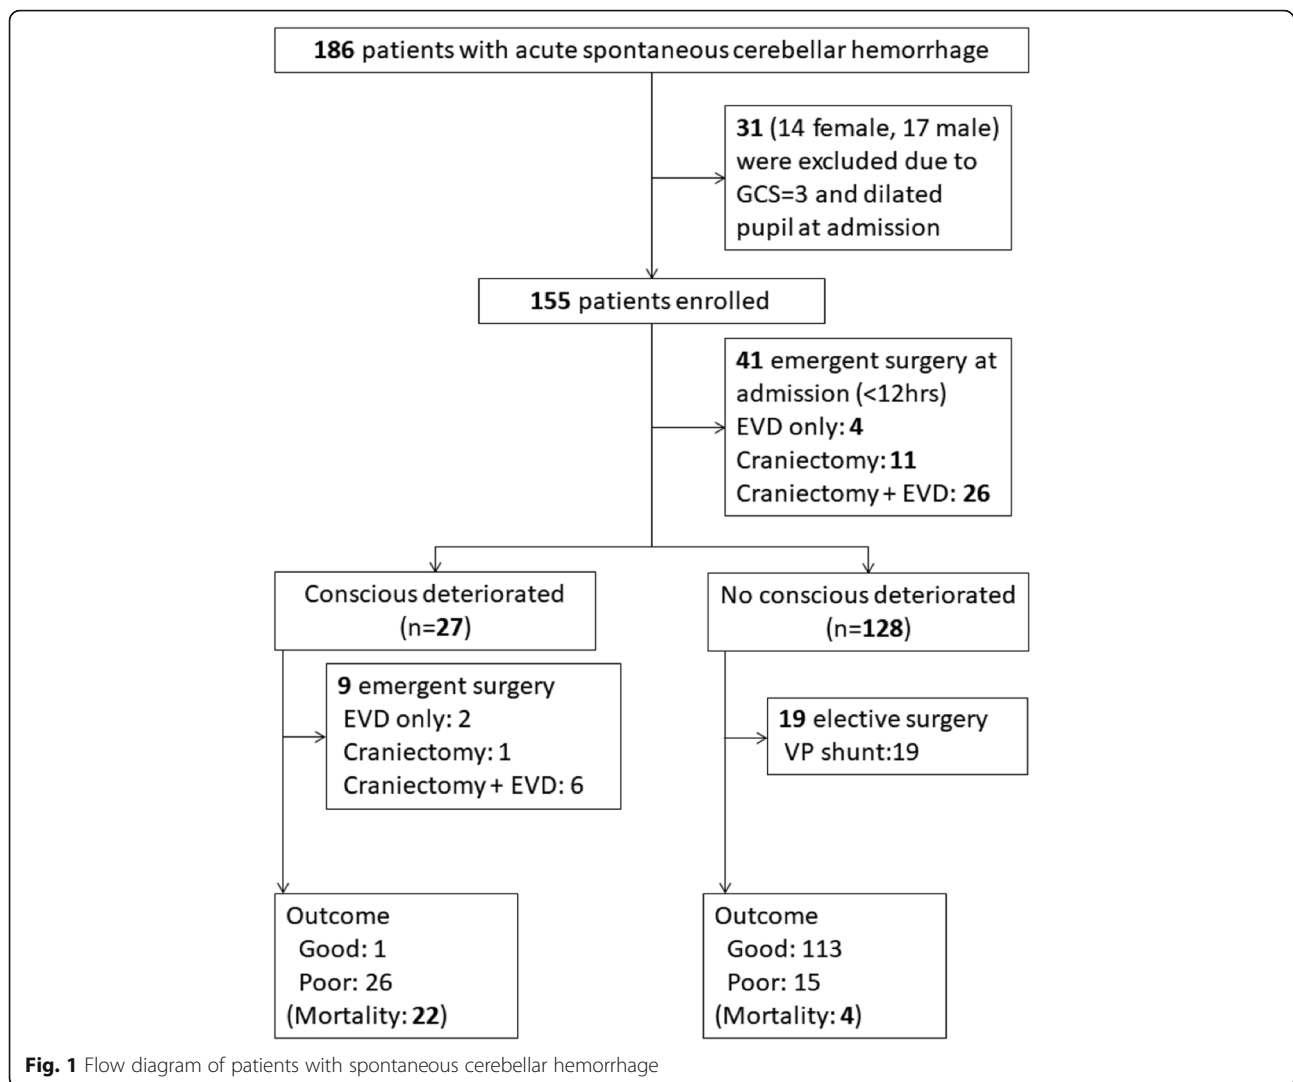 186 patients with acute spontaneous cerebellar hemorrhage
31 (14 female, 17 male)
were excluded due to
GCS=3 and dilated
pupil at admission
155 patients enrolled
41 emergent surgery at
admission (<12hrs)
EVD only: 4
Craniectomy: 11
Craniectomy + EVD: 26
Conscious deteriorated
(n=27)
No conscious deteriorated
(n=128)
9 emergent surgery
EVD only: 2
Craniectomy: 1
Craniectomy + EVD: 6
19 elective surgery
VP shunt:19
Outcome
Good: 1
Poor: 26
(Mortality: 22)
Outcome
Good: 113
Poor: 15
(Mortality: 4)
Fig. 1 Flow diagram of patients with spontaneous cerebellar hemorrhage